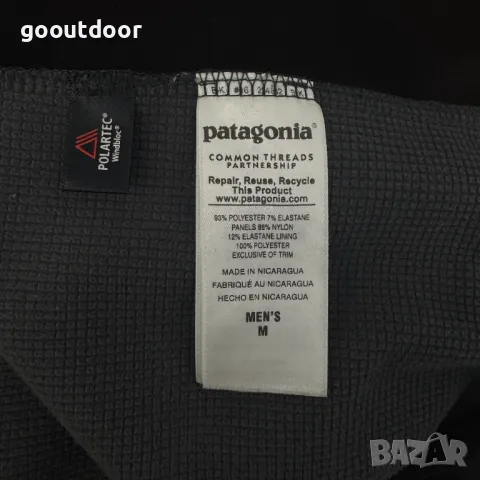 gooutdoor
POLARTEC®
Windbloc®
patagonia®
COMMON THREADS
PARTNERSHIP
Repair, Reuse, Recycle
This Product
www.patagonia.com
93% POLYESTER 7% ELASTANE
PANELS 88% NYLON
12% ELASTANE LINING
100% POLYESTER
EXCLUSIVE OF TRIM
MADE IN NICARAGUA
FABRIQUÉ AU NICARAGUA
HECHO EN NICARAGUA
MEN'S
M
BAZAR